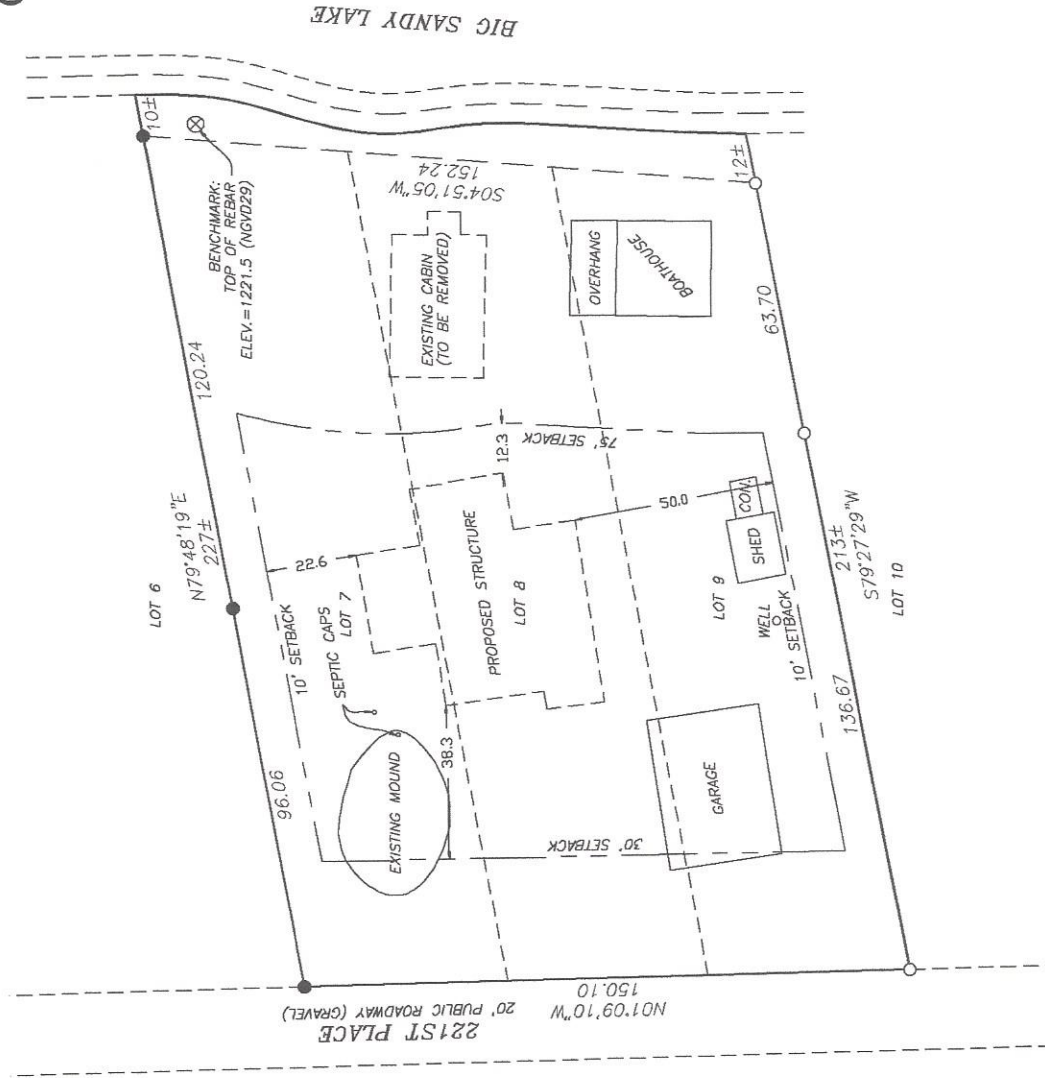 BIG SANDY LAKE
10±
BENCHMARK:
TOP OF REBAR
ELEV.=1221.5 (NGVD29)
S04°51'05"W
152.24
12±
120.24
EXISTING CABIN
(TO BE REMOVED)
OVERHANG
BOATHOUSE
63.70
LOT 6
N79°48'19"E
227±
75' SETBACK
12.3
22.6
10' SETBACK
SEPTIC CAPS
LOT 7
PROPOSED STRUCTURE
LOT 8
50.0
CON.
SHED
LOT 9
WELL
10' SETBACK
213±
S79°27'29"W
LOT 10
96.06
EXISTING MOUND
38.3
30' SETBACK
GARAGE
136.67
N01°09'10"W
150.10
20' PUBLIC ROADWAY (GRAVEL)
221ST PLACE